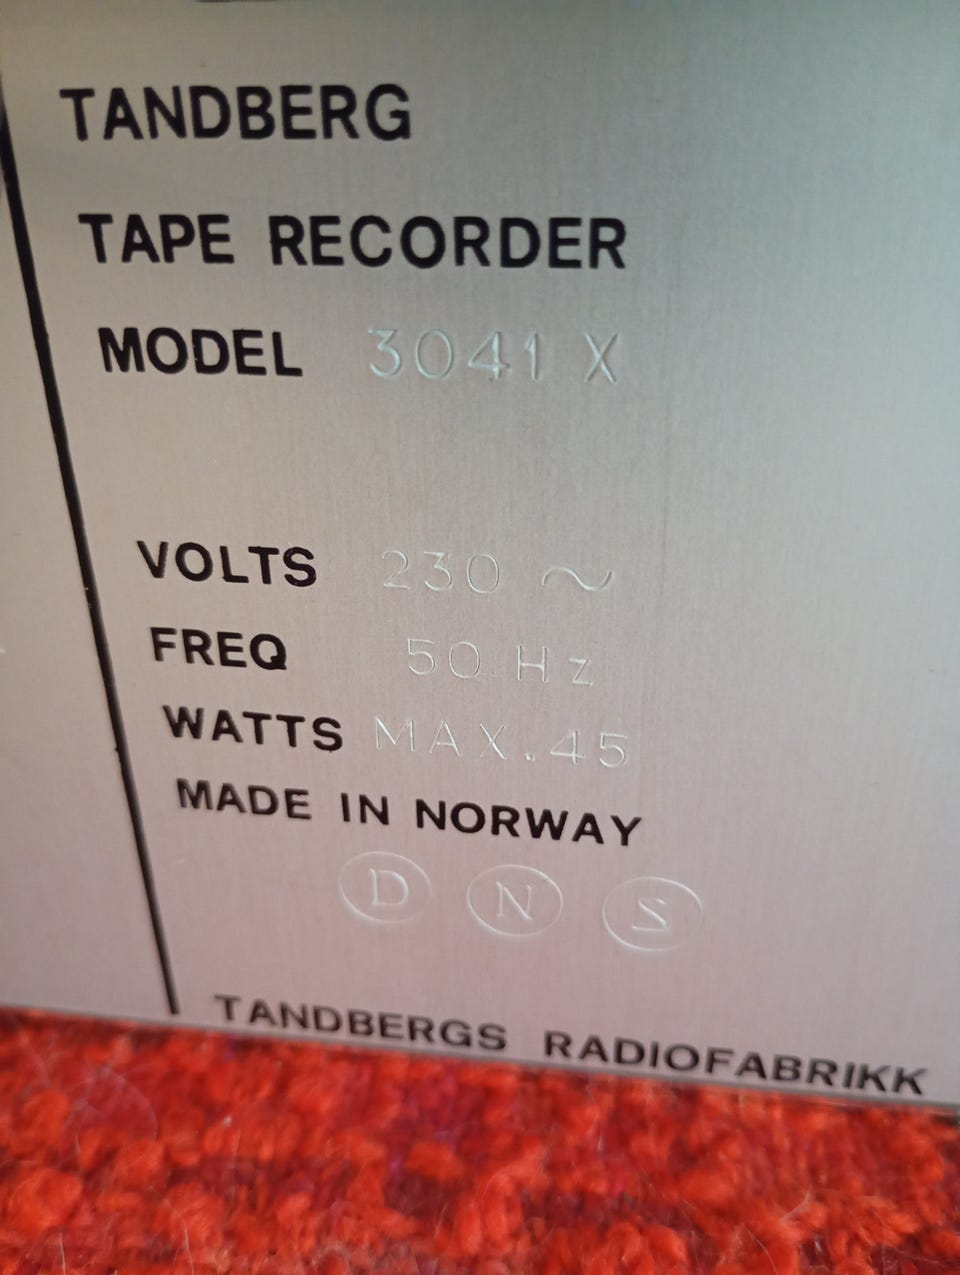 TANDBERG
TAPE RECORDER
MODEL 3041 X
VOLTS 230 ~
FREQ 50 Hz
WATTS MAX. 45
MADE IN NORWAY
D N S
TANDBERGS RADIOFABRIKK